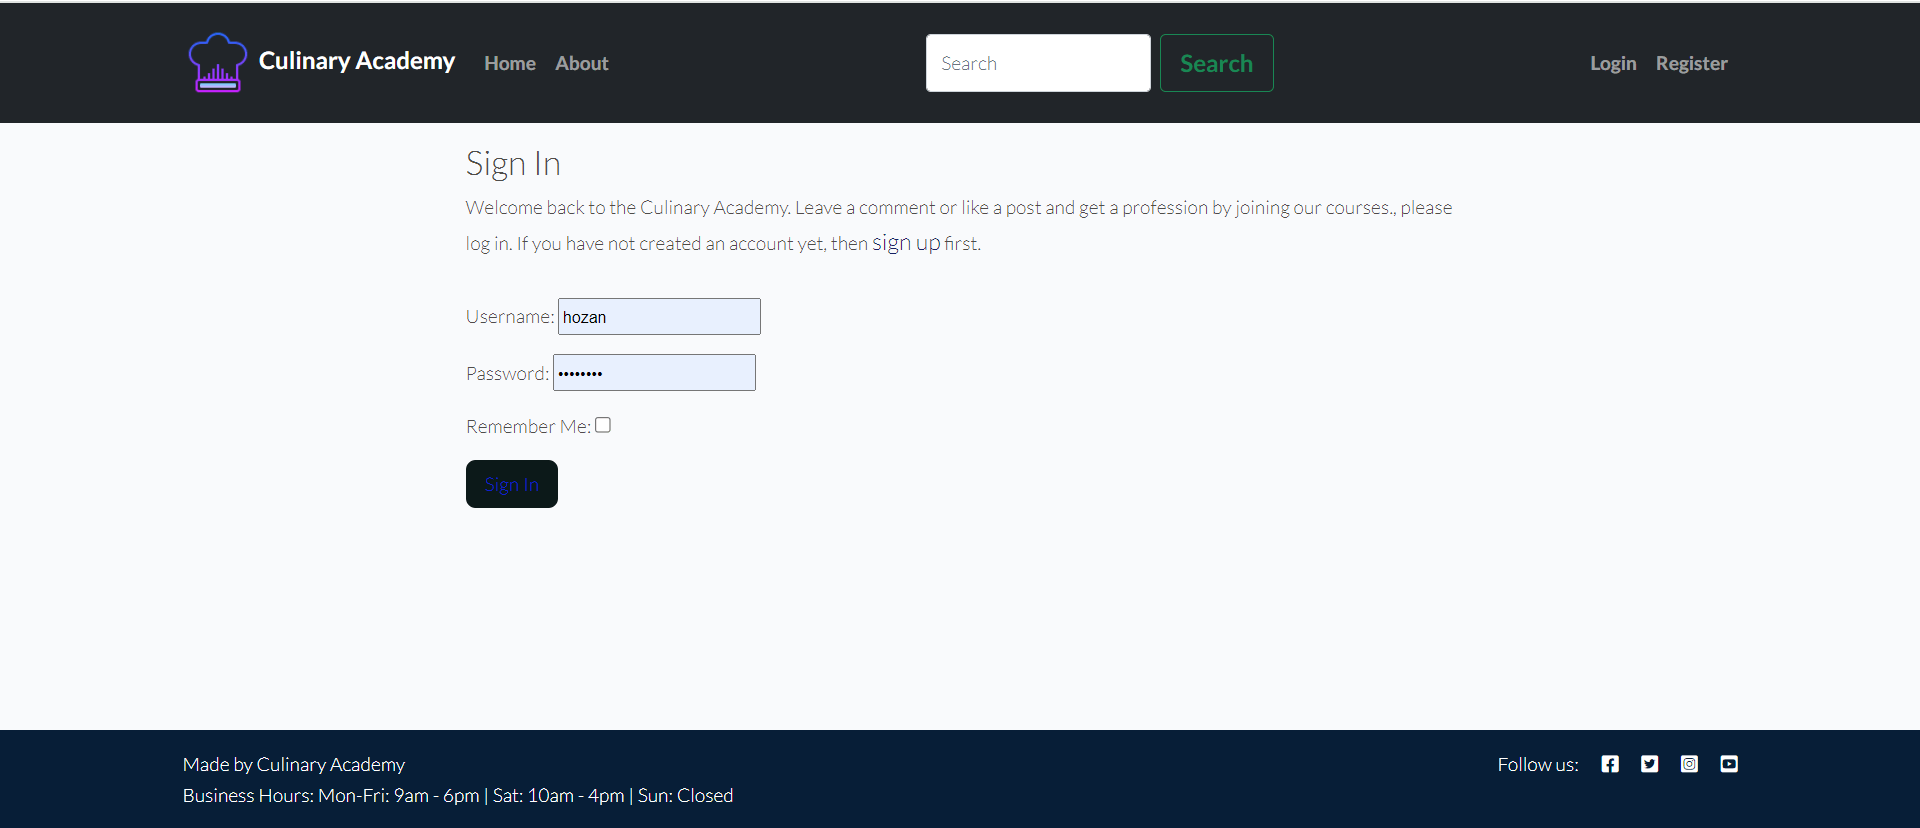 Culinary Academy Home About Search Search Login Register
Sign In
Welcome back to the Culinary Academy. Leave a comment or like a post and get a profession by joining our courses., please
log in. If you have not created an account yet, then sign up first.
Username: hozan
Password: ••••••••
Remember Me:
Sign In
Made by Culinary Academy Follow us:
Business Hours: Mon-Fri: 9am - 6pm | Sat: 10am - 4pm | Sun: Closed